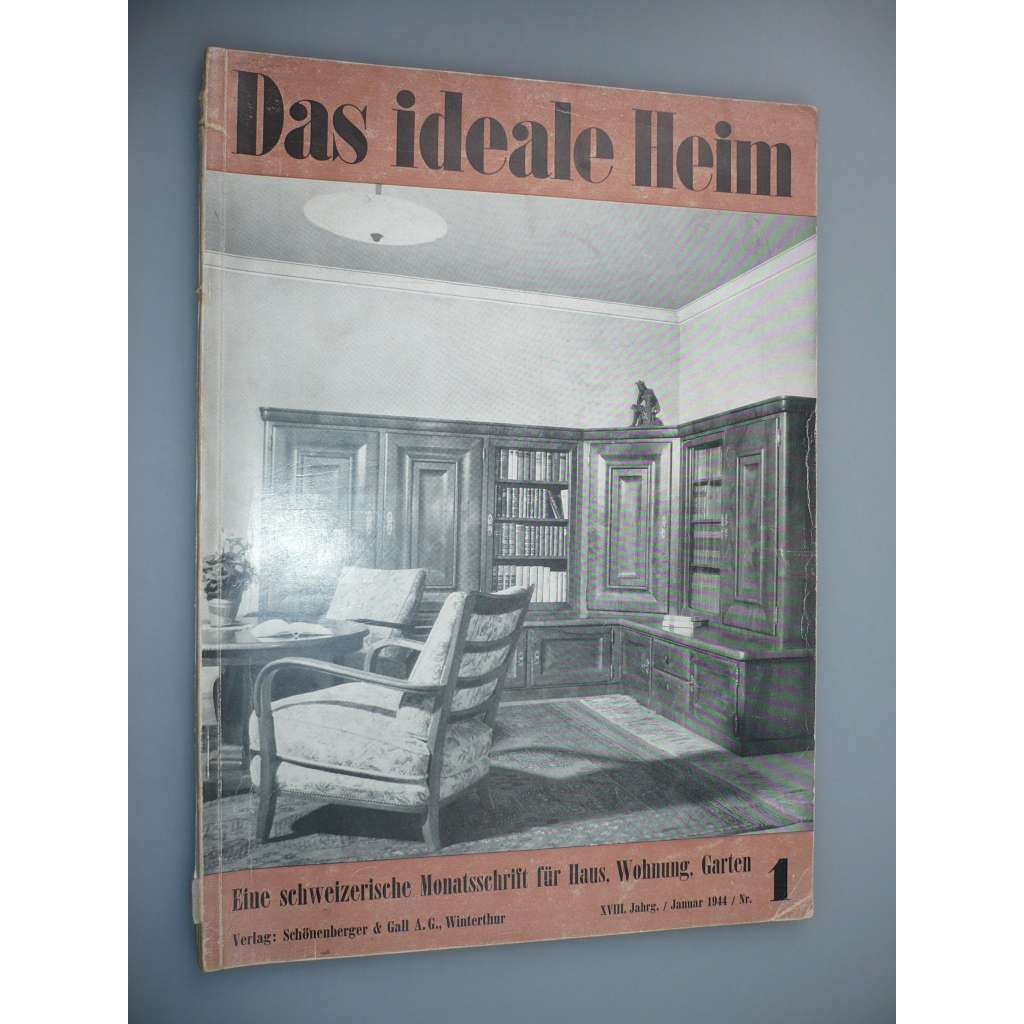 Das ideale Heim
Eine schweizerische Monatsschrift für Haus, Wohnung, Garten
Verlag: Schönenberger & Gall A.G., Winterthur
XVIII. Jahrg. / Januar 1944 / Nr. 1